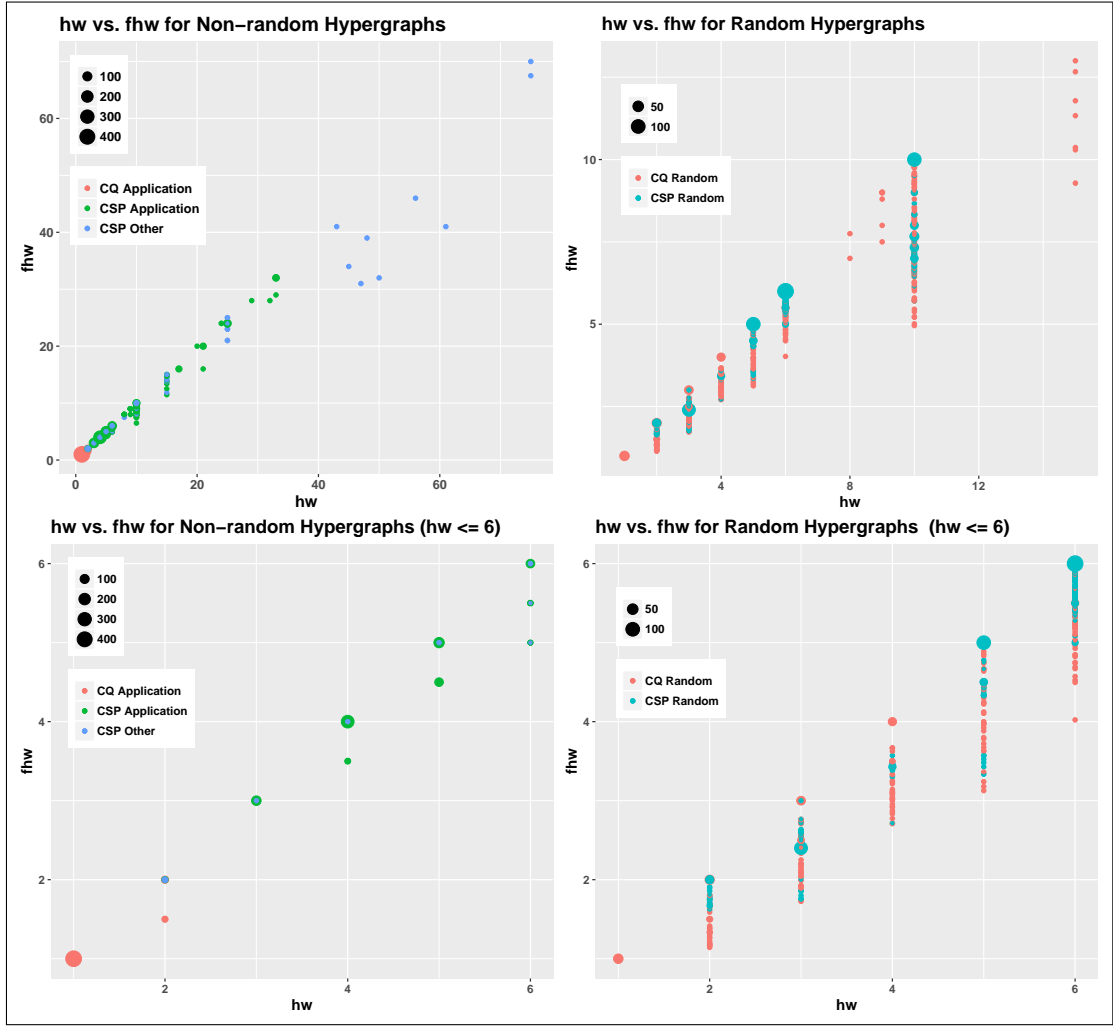 hw vs. fhw for Non−random Hypergraphs
100
200
300
400
CQ Application
CSP Application
CSP Other
60
40
20
0
0
20
40
60
fhw
hw
hw vs. fhw for Random Hypergraphs
50
100
CQ Random
CSP Random
10
5
4
8
12
fhw
hw
hw vs. fhw for Non−random Hypergraphs (hw <= 6)
100
200
300
400
CQ Application
CSP Application
CSP Other
6
4
2
2
4
6
fhw
hw
hw vs. fhw for Random Hypergraphs  (hw <= 6)
50
100
CQ Random
CSP Random
6
4
2
2
4
6
fhw
hw